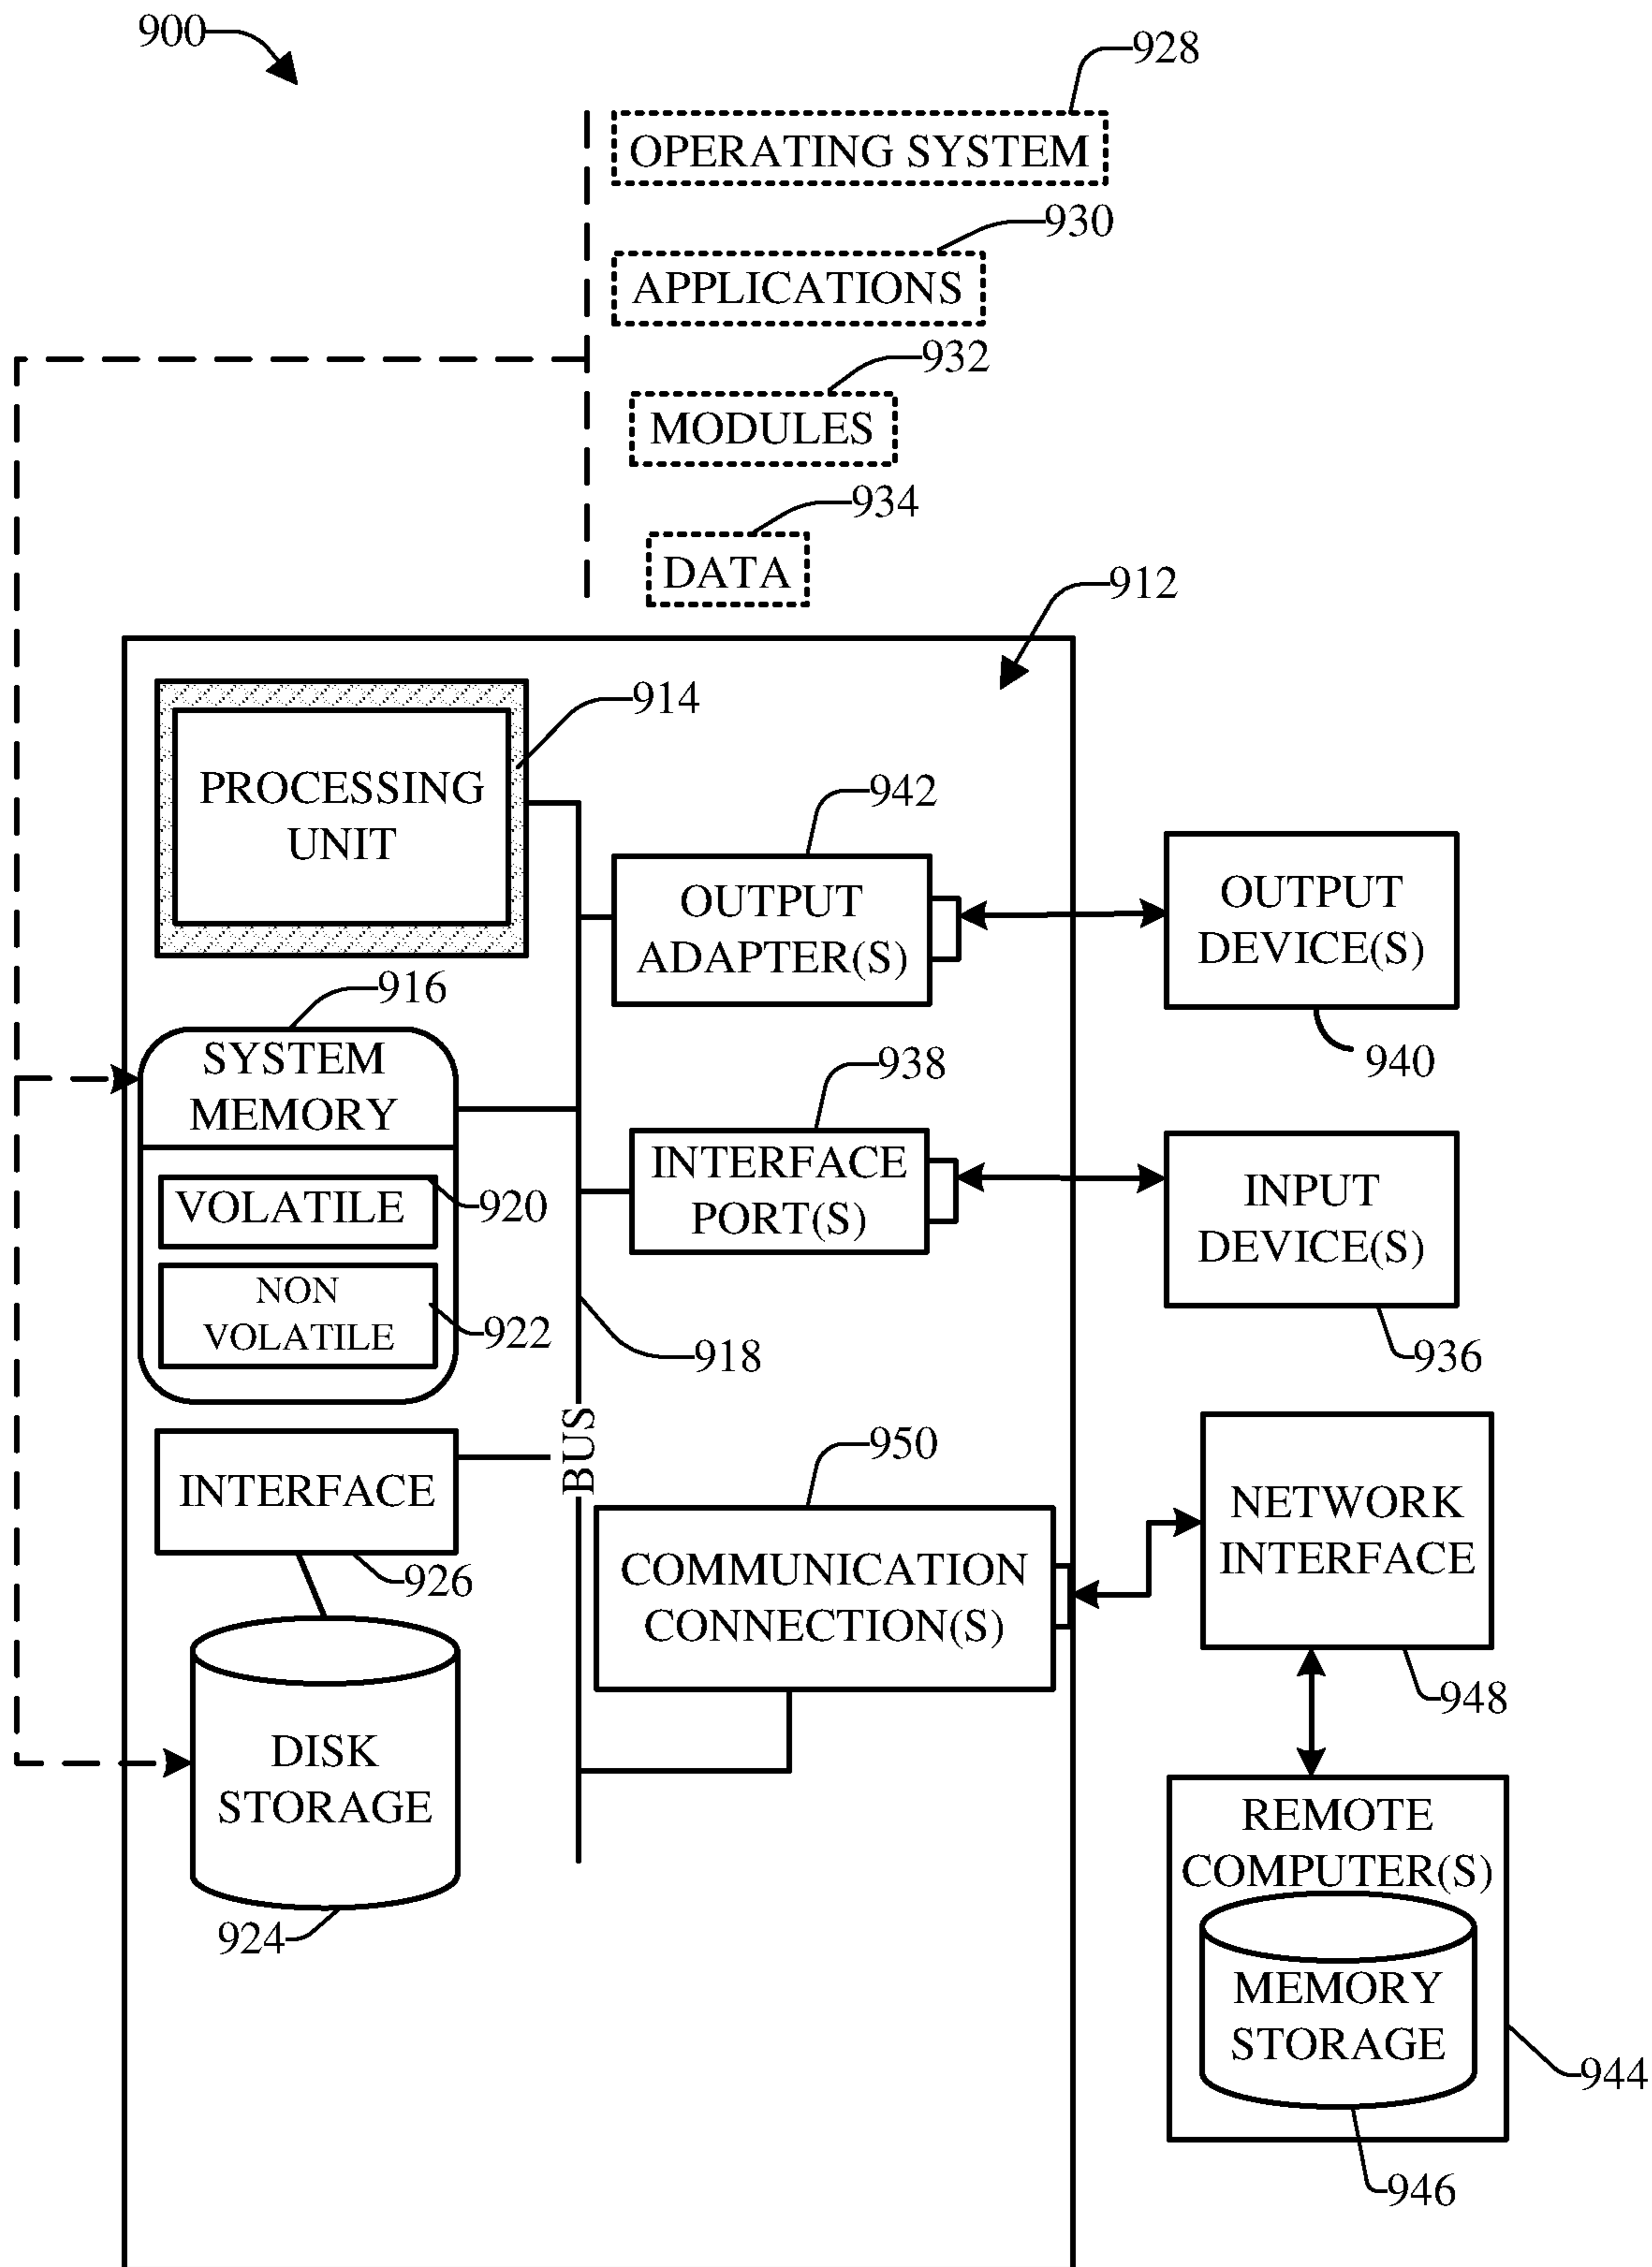 900
928
OPERATING SYSTEM
930
APPLICATIONS
932
MODULES
934
DATA
912
914
PROCESSING
UNIT
942
OUTPUT
ADAPTER(S)
OUTPUT
DEVICE(S)
940
916
SYSTEM
MEMORY
VOLATILE
920
NON
VOLATILE
922
938
INTERFACE
PORT(S)
INPUT
DEVICE(S)
936
918
BUS
INTERFACE
926
950
COMMUNICATION
CONNECTION(S)
NETWORK
INTERFACE
948
DISK
STORAGE
924
REMOTE
COMPUTER(S)
MEMORY
STORAGE
944
946